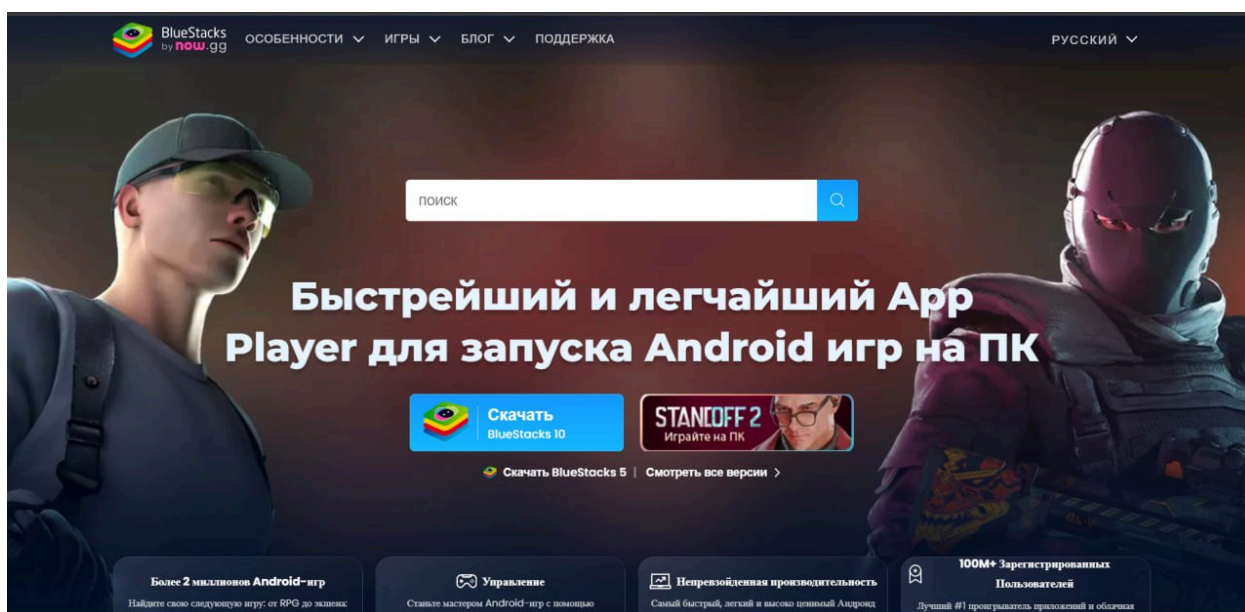 BlueStacks
by now.gg
ОСОБЕННОСТИ ИГРЫ БЛОГ ПОДДЕРЖКА
РУССКИЙ
ПОИСК
Быстрейший и легчайший App
Player для запуска Android игр на ПК
Скачать
BlueStacks 10
STANDOFF 2
Играйте на ПК
Скачать BlueStacks 5 | Смотреть все версии >
Более 2 миллионов Android-игр
Найдите свою следующую игру: от RPG до экшена:
Управление
Станьте мастером Android-игр с помощью
Непревзойденная производительность
Самый быстрый, легкий и высоко ценимый Андроид
100M+ Зарегистрированных
Пользователей
Лучший #1 проигрыватель приложений и облачная